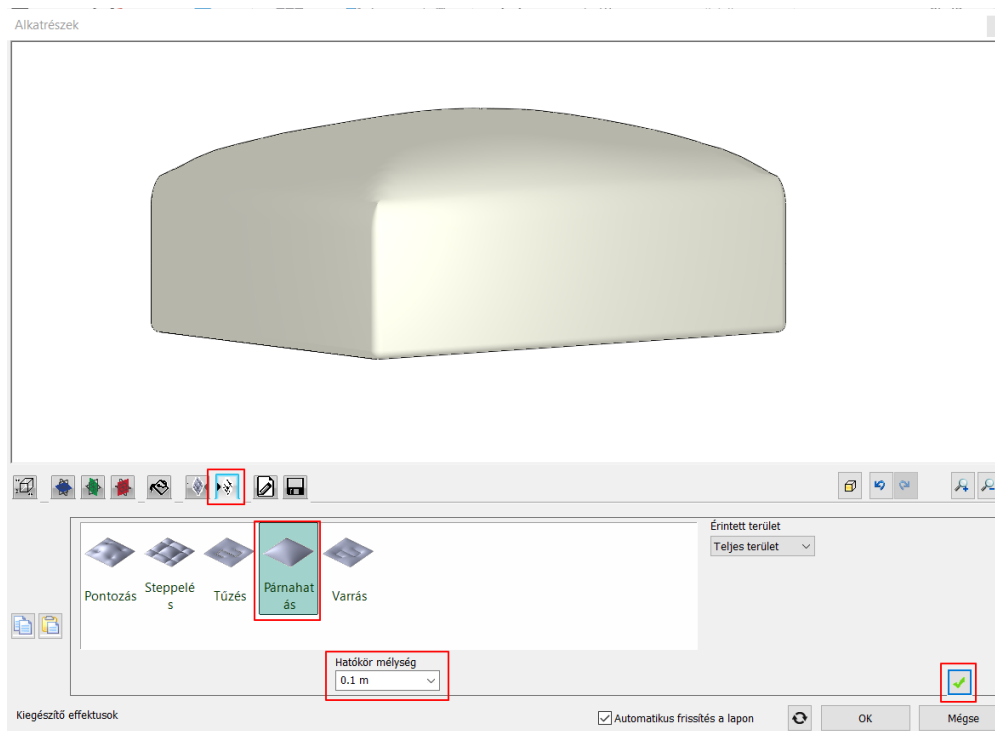 Alkatrészek
Érintett terület
Teljes terület
Pontozás
Steppelé
s
Tűzés
Párnahat
ás
Varrás
Hatókör mélység
0.1 m
Kiegészítő effektusok
Automatikus frissítés a lapon
OK
Mégse